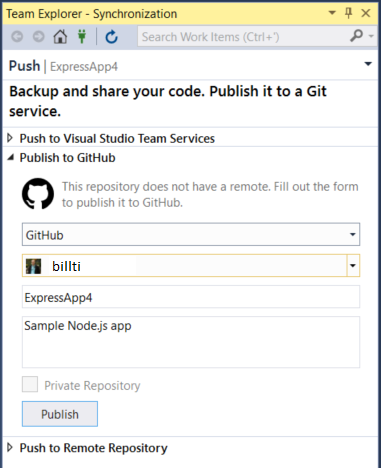 Team Explorer - Synchronization
Search Work Items (Ctrl+')
Push | ExpressApp4
Backup and share your code. Publish it to a Git
service.
Push to Visual Studio Team Services
Publish to GitHub
This repository does not have a remote. Fill out the form
to publish it to GitHub.
GitHub
billti
ExpressApp4
Sample Node.js app
Private Repository
Publish
Push to Remote Repository